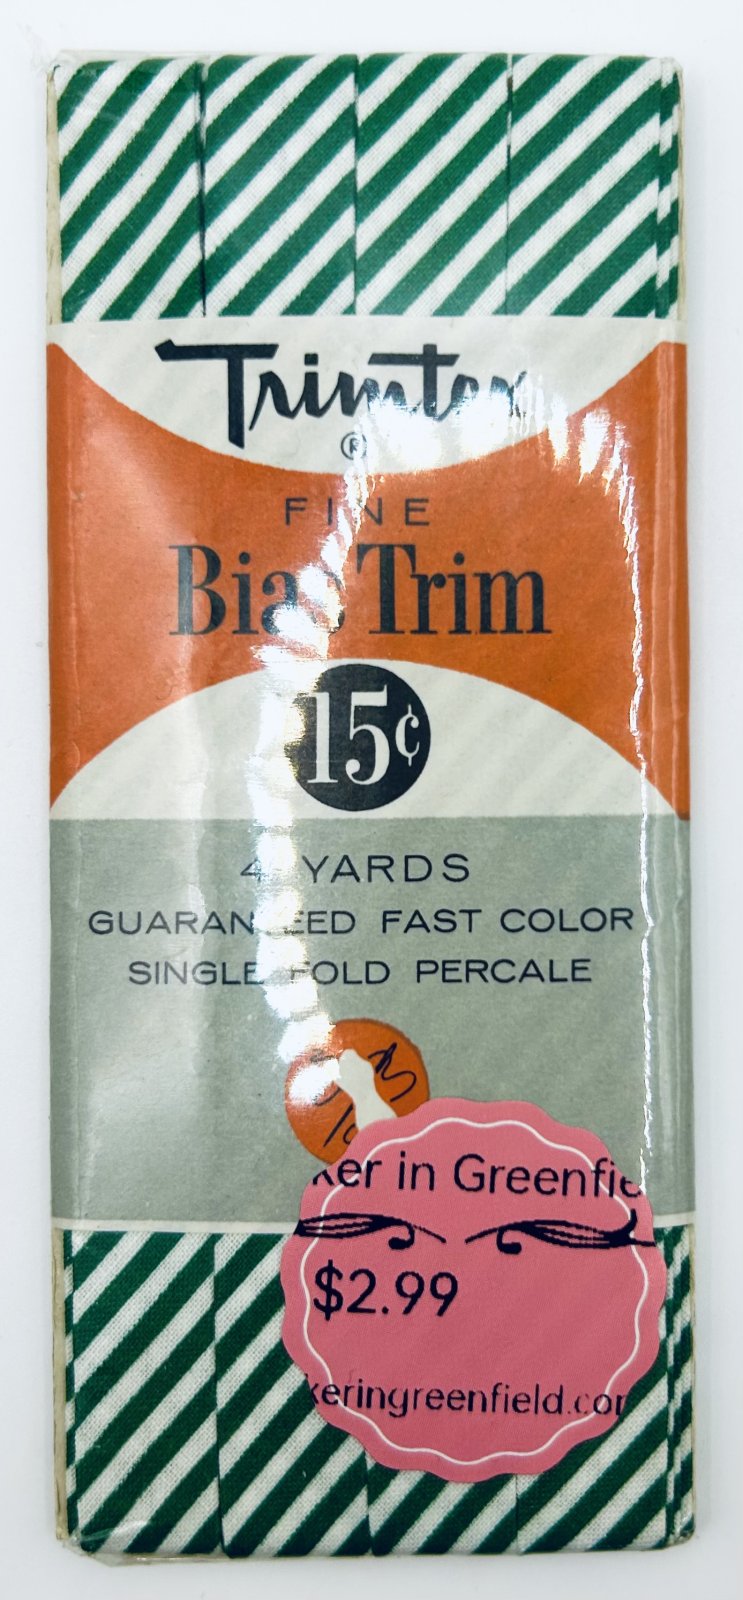 Trimtex
®
FINE
Bias Trim
15¢
4 YARDS
GUARANTEED FAST COLOR
SINGLE FOLD PERCALE
ker in Greenfie
$2.99
keringreenfield.com